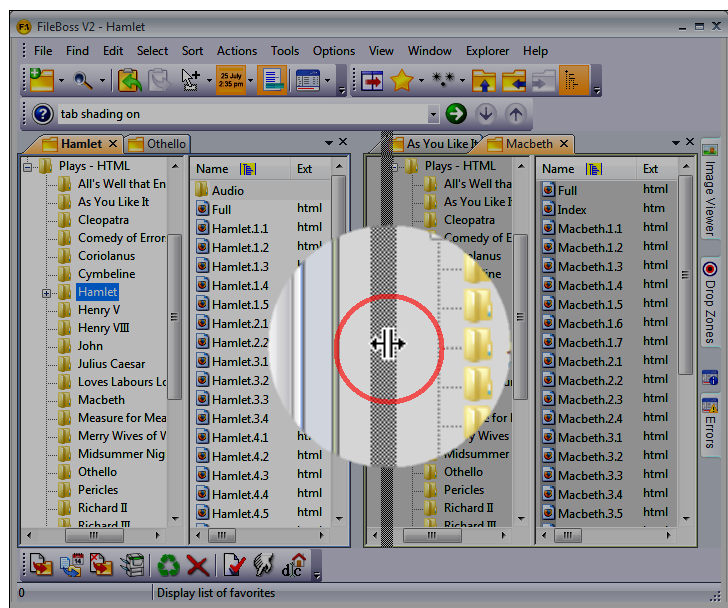 FileBoss V2 - Hamlet
File Find Edit Select Sort Actions Tools Options View Window Explorer Help
25 July
2:35 pm
tab shading on
Hamlet
Othello
As You Like It
Macbeth
Plays - HTML
All's Well that En
As You Like It
Cleopatra
Comedy of Error
Coriolanus
Cymbeline
Hamlet
Henry V
Henry VIII
John
Julius Caesar
Loves Labours Lo
Macbeth
Measure for Mea
Merry Wives of W
Midsummer Nig
Othello
Pericles
Richard II
Richard III
Name Ext
Audio
Full html
Hamlet.1.1 html
Hamlet.1.2 html
Hamlet.1.3
Hamlet.1.4
Hamlet.1.5
Hamlet.2.1
Hamlet.2.2
Hamlet.3.1
Hamlet.3.2
Hamlet.3.3
Hamlet.3.4
Hamlet.4.1
Hamlet.4.2 html
Hamlet.4.3 html
Hamlet.4.4 html
Hamlet.4.5 html
Plays - HTML
All's Well tha
As You Like
Cleopatra
Comedy of E
Wives
Midsummer
Othello
Pericles
Richard II
Richard III
Name Ext
Full html
Index htm
Macbeth.1.1 html
Macbeth.1.2 html
Macbeth.1.3 html
Macbeth.1.4 html
Macbeth.1.5 html
Macbeth.1.6 html
Macbeth.1.7 html
Macbeth.2.1 html
Macbeth.2.2 html
Macbeth.2.3 html
Macbeth.2.4 html
Macbeth.3.1 html
Macbeth.3.2 html
Macbeth.3.3 html
Macbeth.3.4 html
Macbeth.3.5 html
Image Viewer
Drop Zones
Errors
0 Display list of favorites